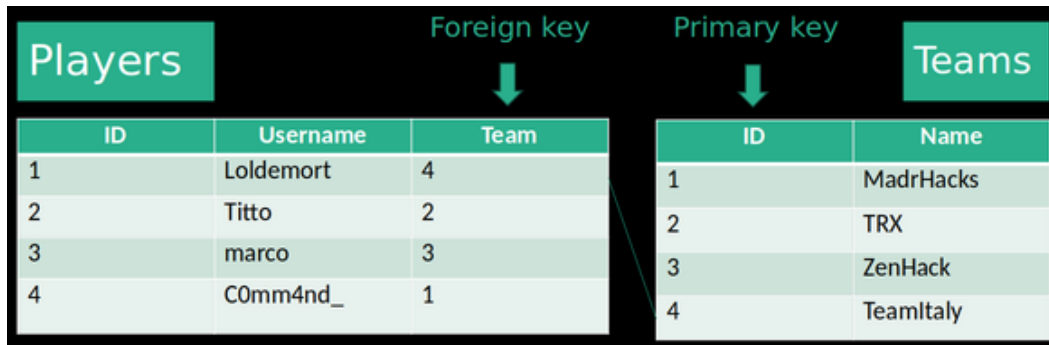 Foreign key
Primary key
Players
Teams
ID Username Team
1 Loldemort 4
2 Titto 2
3 marco 3
4 C0mm4nd_ 1
ID Name
1 MadrHacks
2 TRX
3 ZenHack
4 TeamItaly